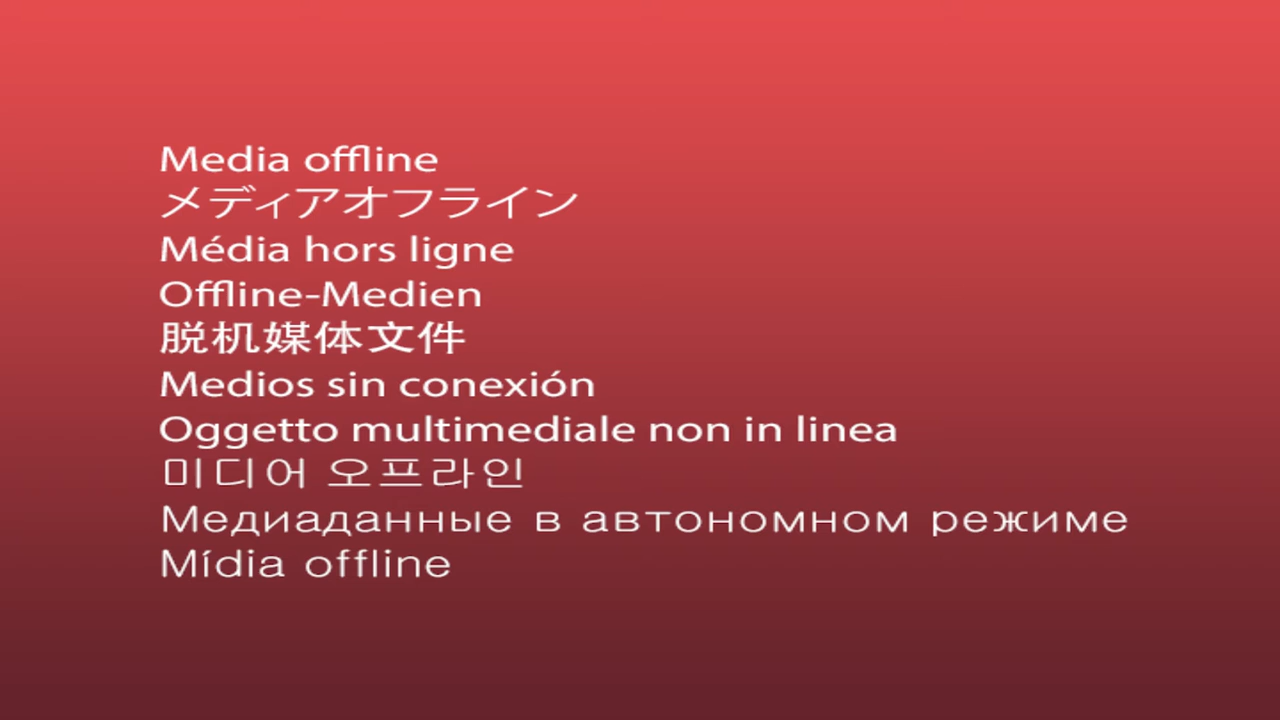 Media offline
メディアオフライン
Média hors ligne
Offline-Medien
脱机媒体文件
Medios sin conexión
Oggetto multimediale non in linea
미디어 오프라인
Медиаданные в автономном режиме
Mídia offline